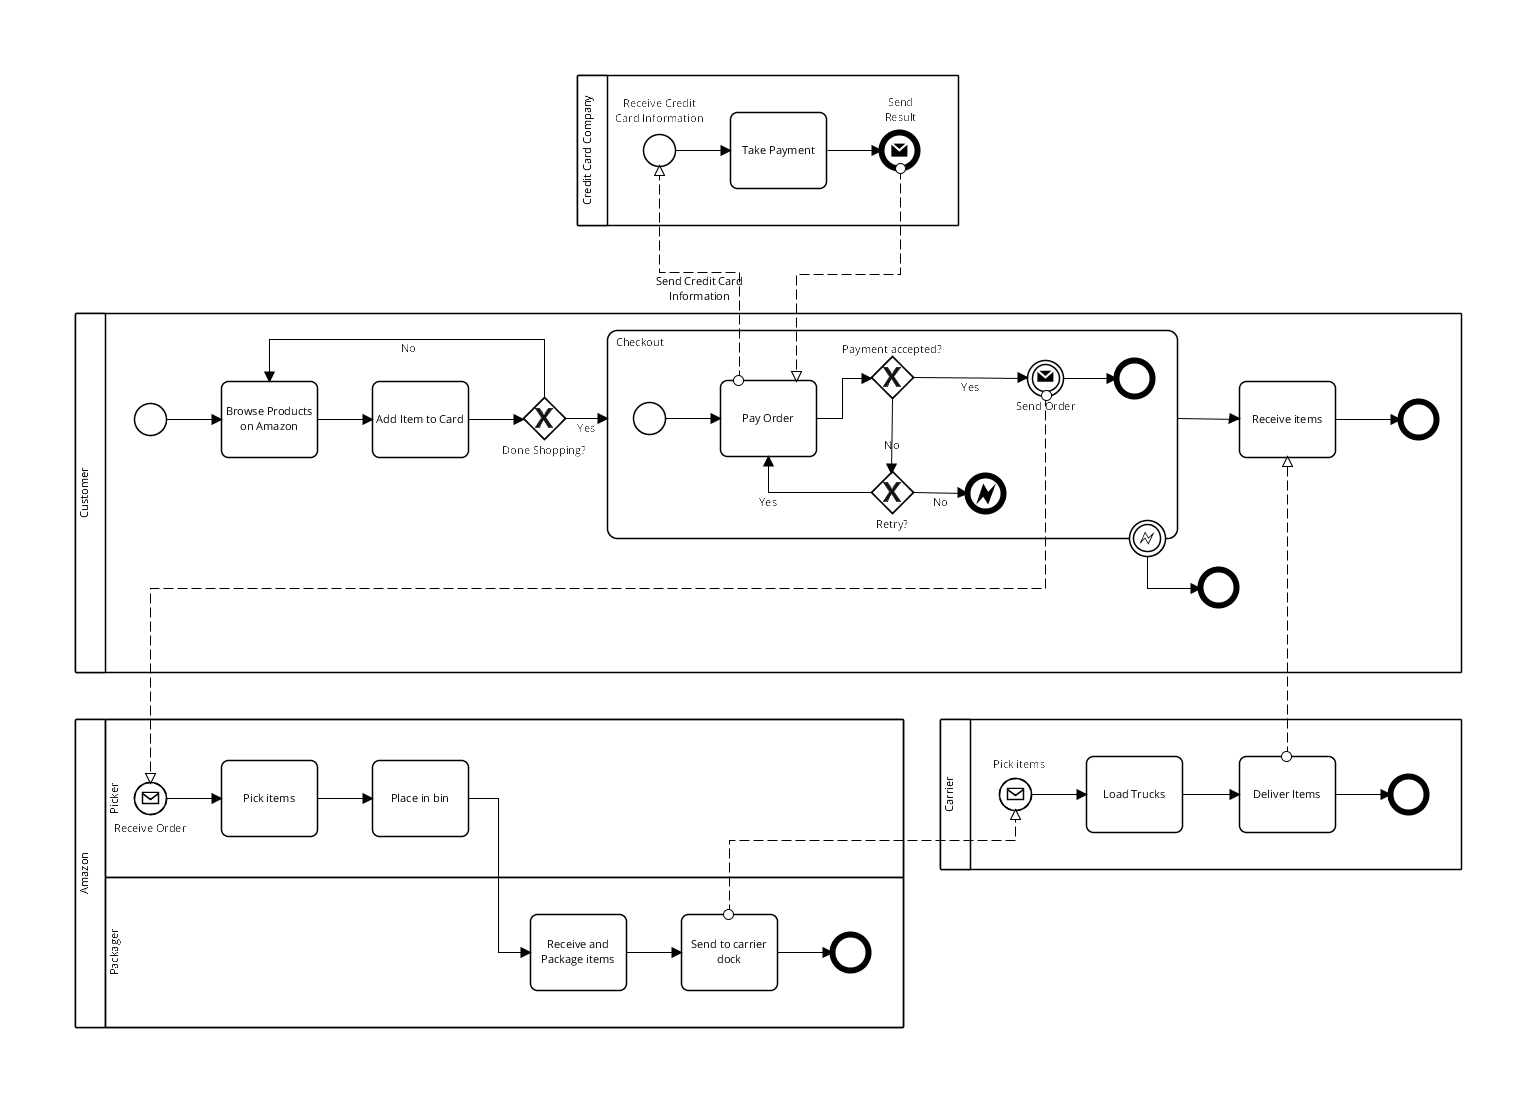 Credit Card Company
Receive Credit
Card Information
Take Payment
Send
Result
Send Credit Card
Information
Customer
No
Browse Products
on Amazon
Add Item to Card
Done Shopping?
Yes
Checkout
Pay Order
Payment accepted?
Yes
Send Order
No
Yes
Retry?
No
Receive items
Amazon
Picker
Receive Order
Pick items
Place in bin
Packager
Receive and
Package items
Send to carrier
dock
Carrier
Pick items
Load Trucks
Deliver Items